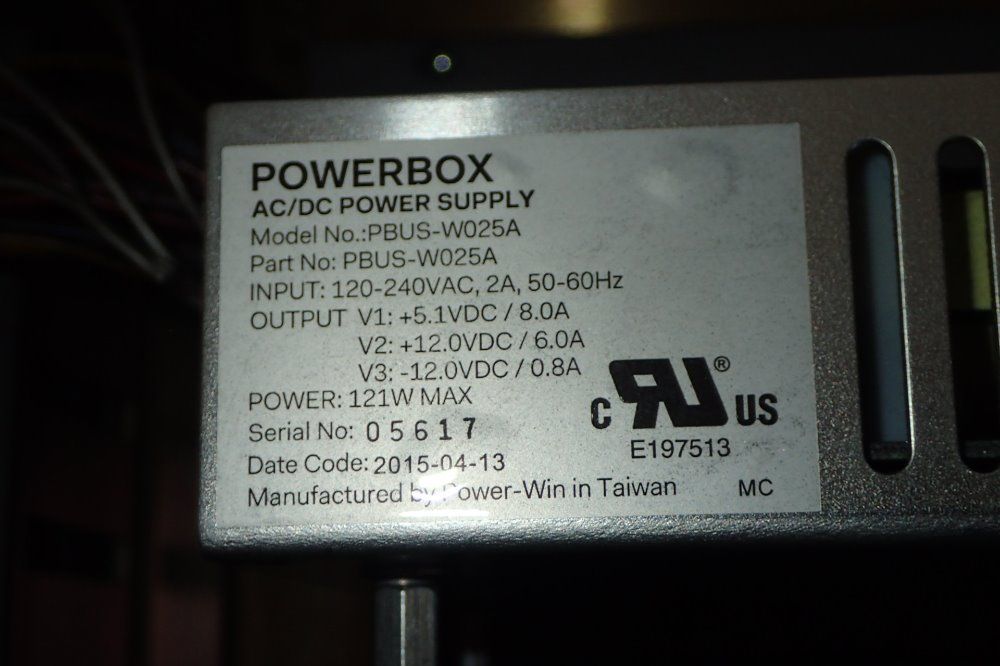 POWERBOX
AC/DC POWER SUPPLY
Model No.:PBUS-W025A
Part No: PBUS-W025A
INPUT: 120-240VAC, 2A, 50-60Hz
OUTPUT V1: +5.1VDC / 8.0A
V2: +12.0VDC / 6.0A
V3: -12.0VDC / 0.8A
POWER: 121W MAX
Serial No: 05617
Date Code: 2015-04-13
Manufactured by Power-Win in Taiwan
C RU ® US
E197513
MC